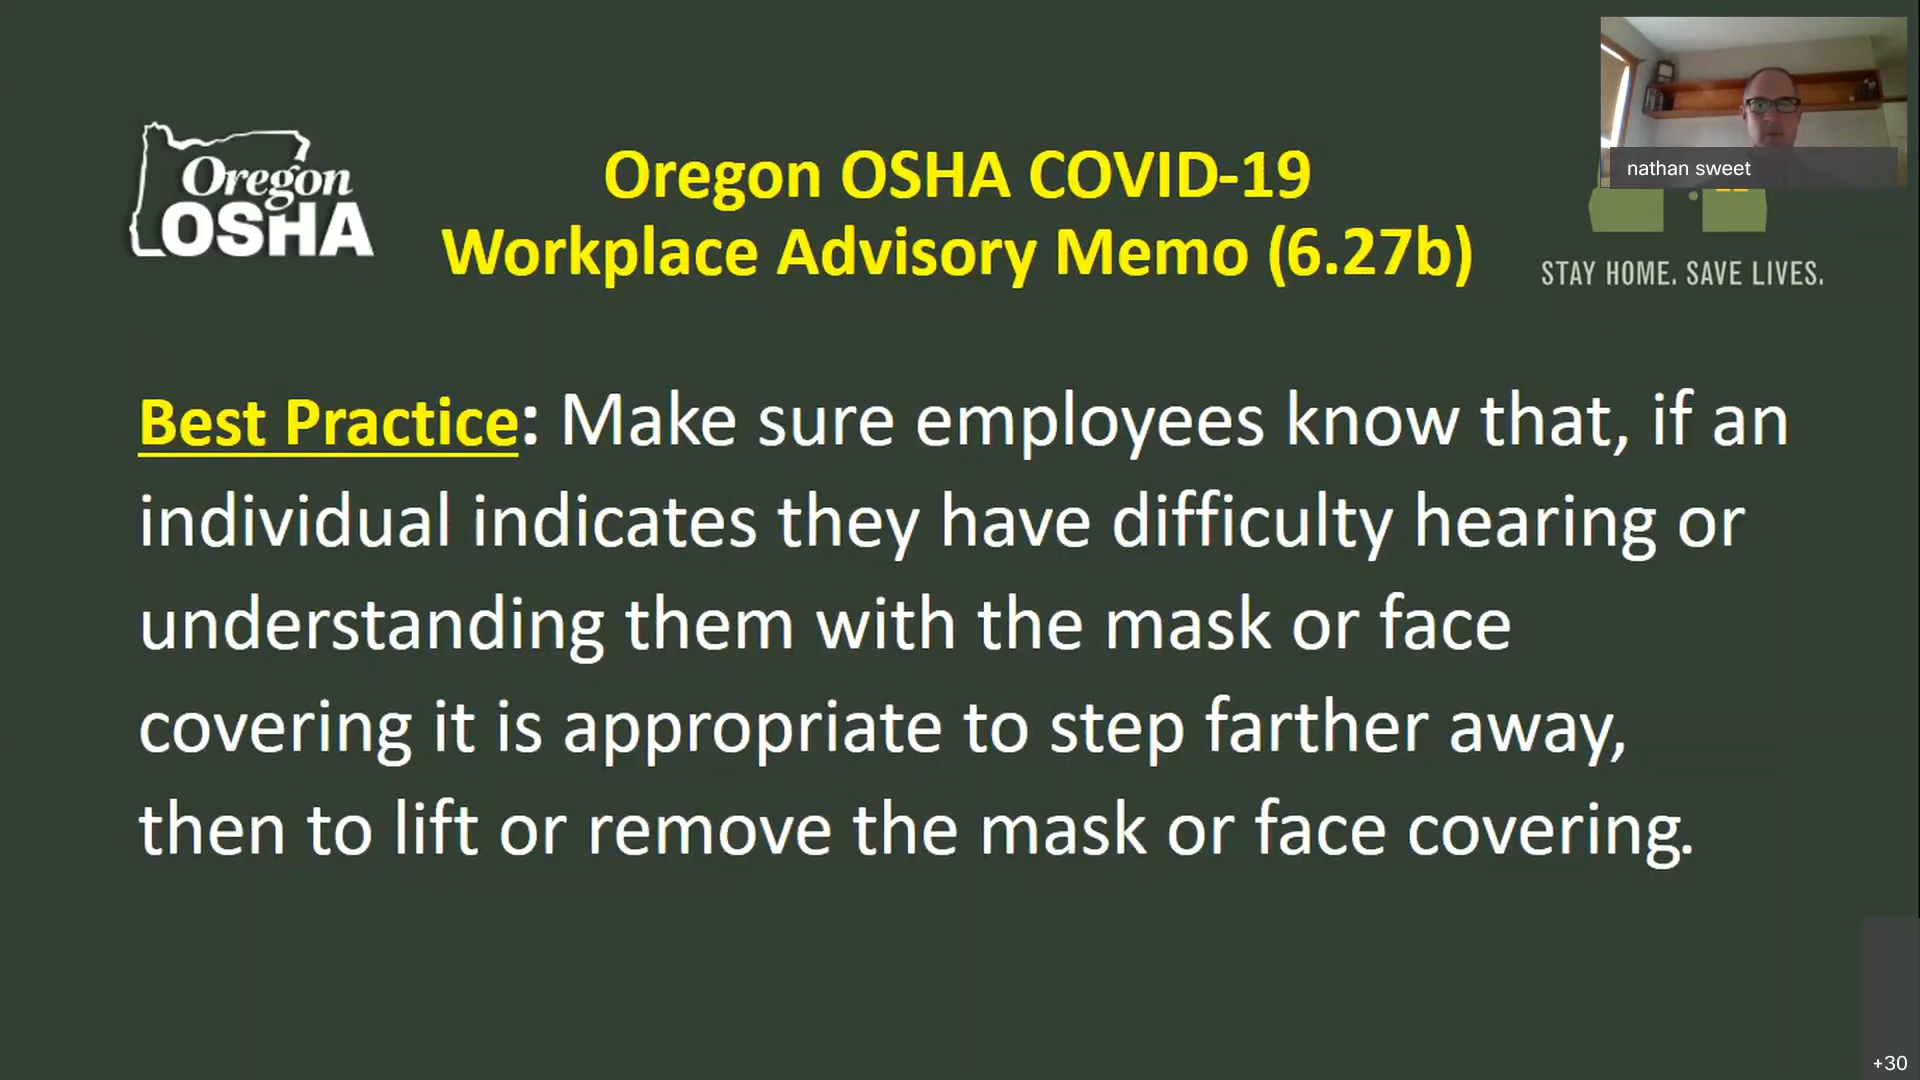 Oregon
OSHA
Oregon OSHA COVID-19
Workplace Advisory Memo (6.27b)
nathan sweet
STAY HOME. SAVE LIVES.
Best Practice: Make sure employees know that, if an
individual indicates they have difficulty hearing or
understanding them with the mask or face
covering it is appropriate to step farther away,
then to lift or remove the mask or face covering.
+30